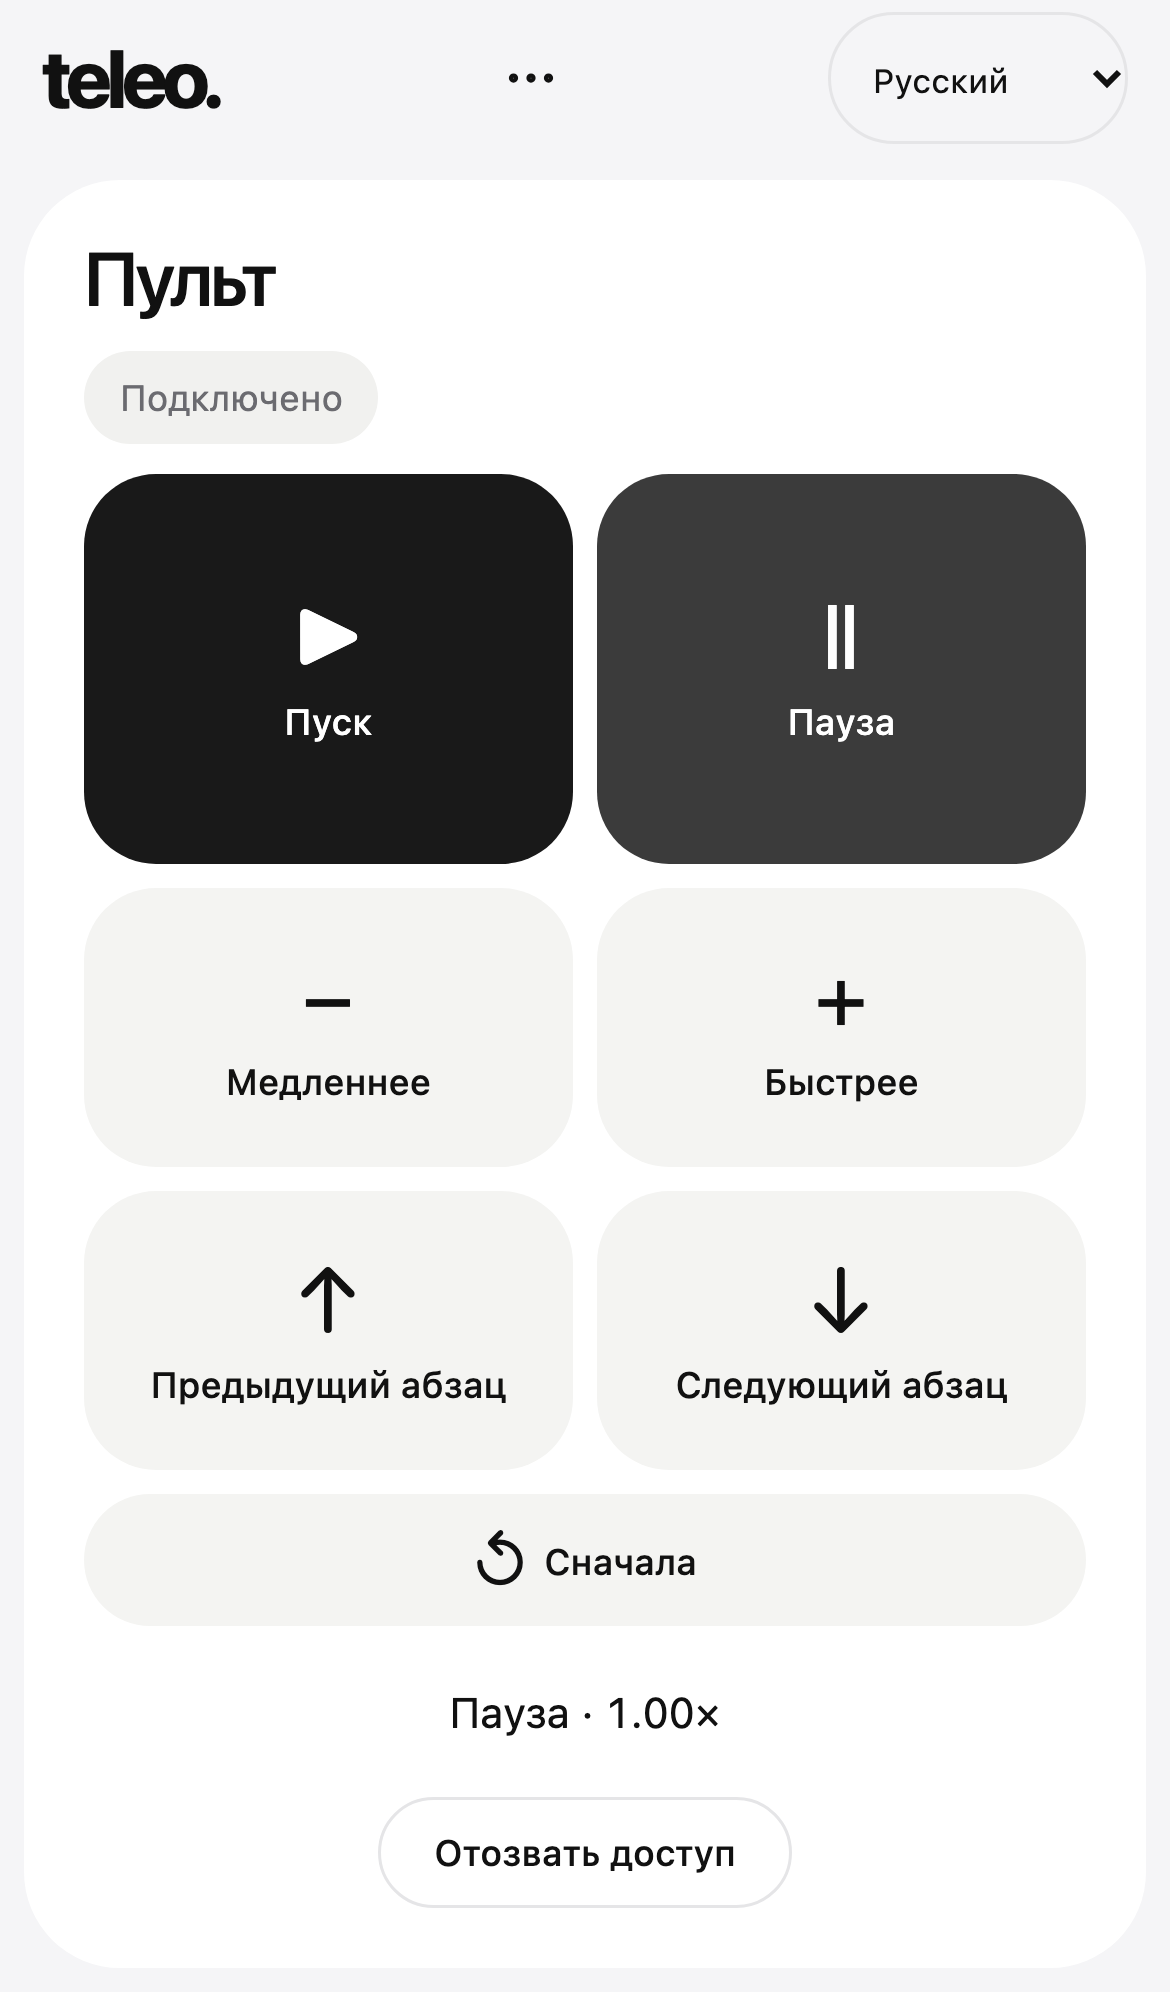 teleo.
Русский
Пульт
Подключено
Пуск
Пауза
Медленнее
Быстрее
Предыдущий абзац
Следующий абзац
Сначала
Пауза · 1.00×
Отозвать доступ